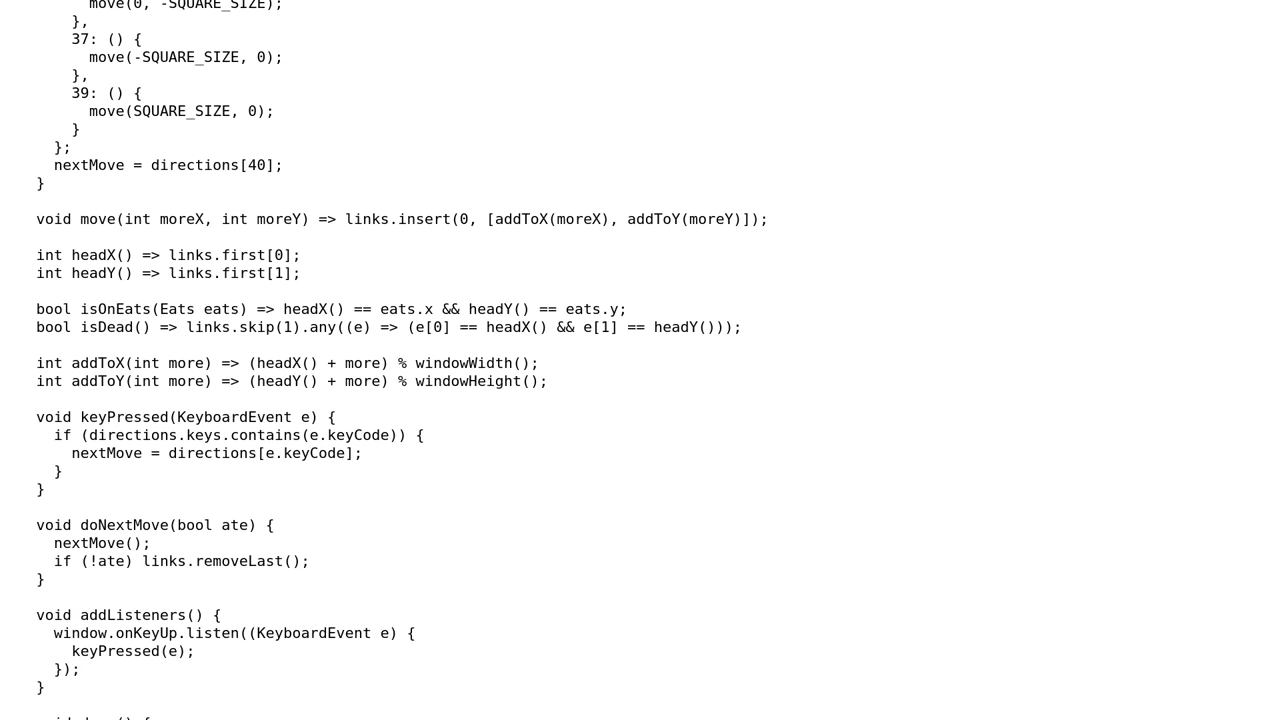 move(0, -SQUARE_SIZE);
},
37: () {
move(-SQUARE_SIZE, 0);
},
39: () {
move(SQUARE_SIZE, 0);
}
};
nextMove = directions[40];
}
void move(int moreX, int moreY) => links.insert(0, [addToX(moreX), addToY(moreY)]);
int headX() => links.first[0];
int headY() => links.first[1];
bool isOnEats(Eats eats) => headX() == eats.x && headY() == eats.y;
bool isDead() => links.skip(1).any((e) => (e[0] == headX() && e[1] == headY()));
int addToX(int more) => (headX() + more) % windowWidth();
int addToY(int more) => (headY() + more) % windowHeight();
void keyPressed(KeyboardEvent e) {
if (directions.keys.contains(e.keyCode)) {
nextMove = directions[e.keyCode];
}
}
void doNextMove(bool ate) {
nextMove();
if (!ate) links.removeLast();
}
void addListeners() {
window.onKeyUp.listen((KeyboardEvent e) {
keyPressed(e);
});
}